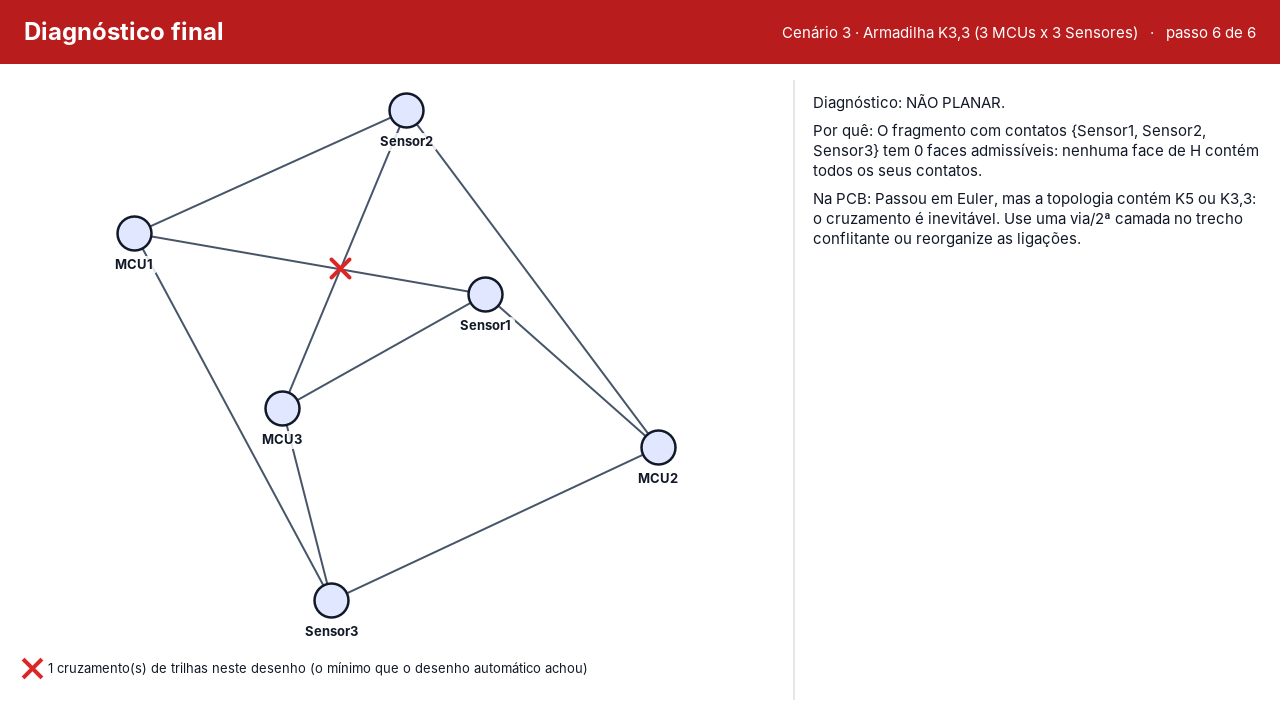 Diagnóstico final
Cenário 3 · Armadilha K3,3 (3 MCUs x 3 Sensores) · passo 6 de 6
Sensor2
MCU1
Sensor1
MCU3
MCU2
Sensor3
1 cruzamento(s) de trilhas neste desenho (o mínimo que o desenho automático achou)
Diagnóstico: NÃO PLANAR.
Por quê: O fragmento com contatos {Sensor1, Sensor2,
Sensor3} tem 0 faces admissíveis: nenhuma face de H contém
todos os seus contatos.
Na PCB: Passou em Euler, mas a topologia contém K5 ou K3,3:
o cruzamento é inevitável. Use uma via/2ª camada no trecho
conflitante ou reorganize as ligações.